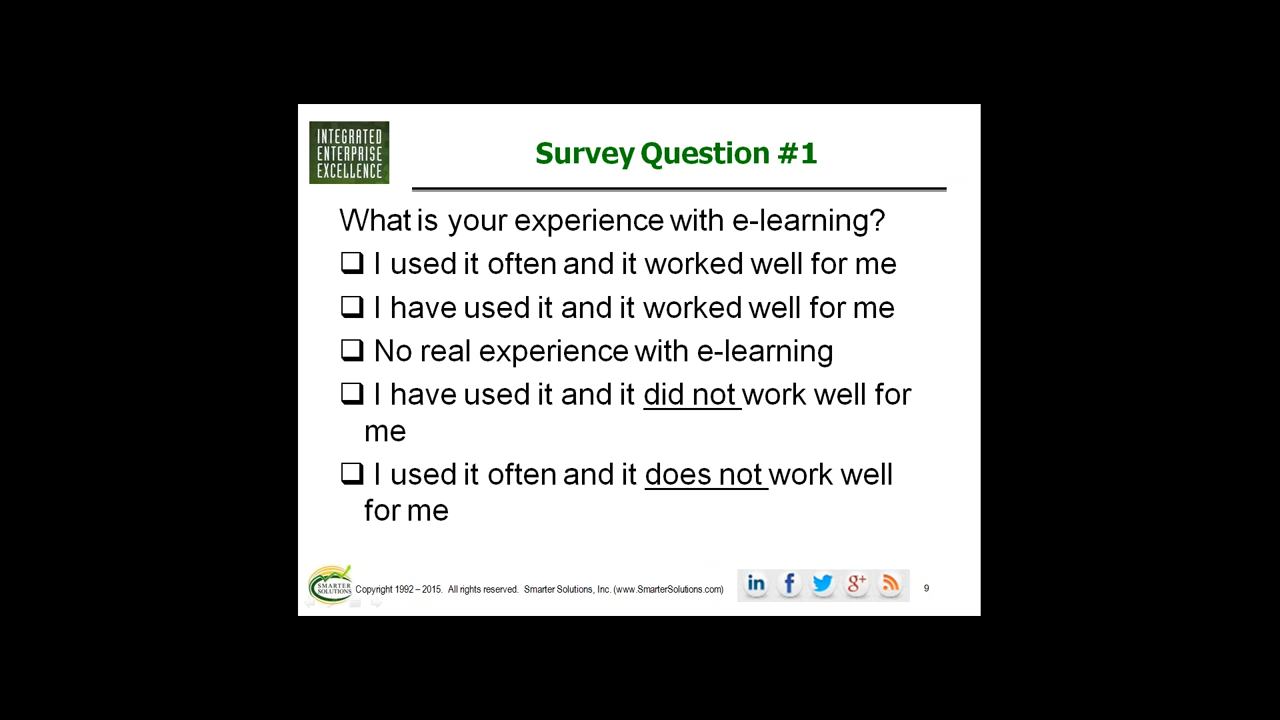 INTEGRATED
ENTERPRISE
EXCELLENCE
Survey Question #1
What is your experience with e-learning?
I used it often and it worked well for me
I have used it and it worked well for me
No real experience with e-learning
I have used it and it did not work well for
me
I used it often and it does not work well
for me
SMARTER
SOLUTIONS
Copyright 1992 – 2015. All rights reserved. Smarter Solutions, Inc. (www.SmarterSolutions.com)
in f g+
9